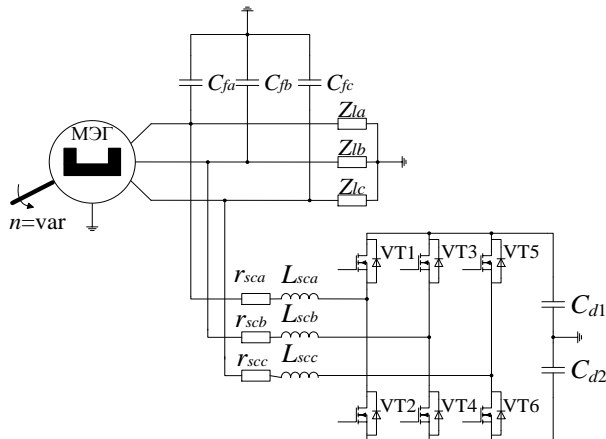 C_fa C_fb C_fc
Z_la
МЭГ
Z_lb
Z_lc
n=var
VT1 VT3 VT5
r_sca L_sca
C_d1
r_scb L_scb
r_scc L_scc
C_d2
VT2 VT4 VT6